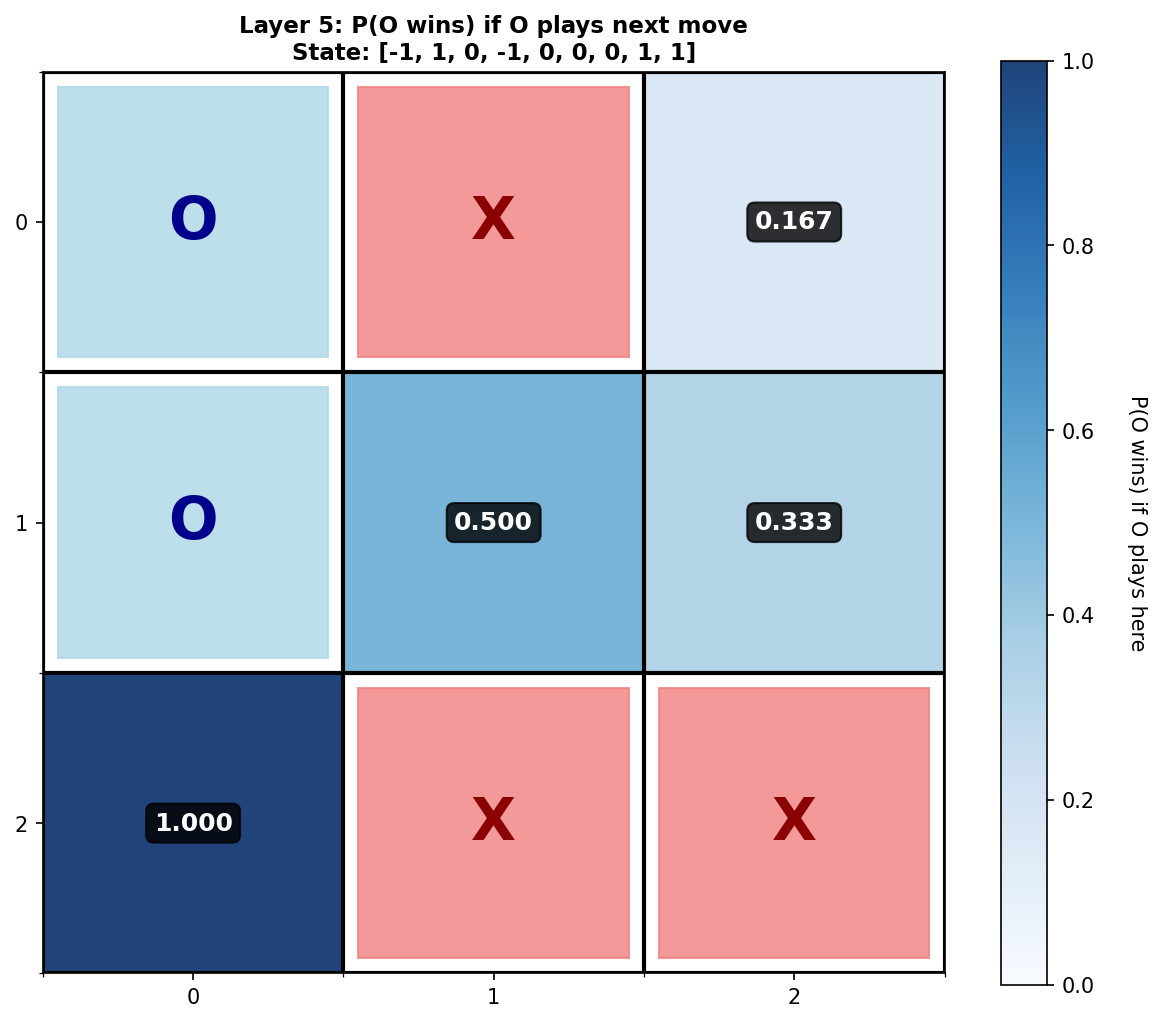 Layer 5: P(O wins) if O plays next move
State: [-1, 1, 0, -1, 0, 0, 0, 1, 1]
0
O
X
0.167
1
O
0.500
0.333
2
1.000
X
X
0
1
2
1.0
0.8
0.6
0.4
0.2
0.0
P(O wins) if O plays here